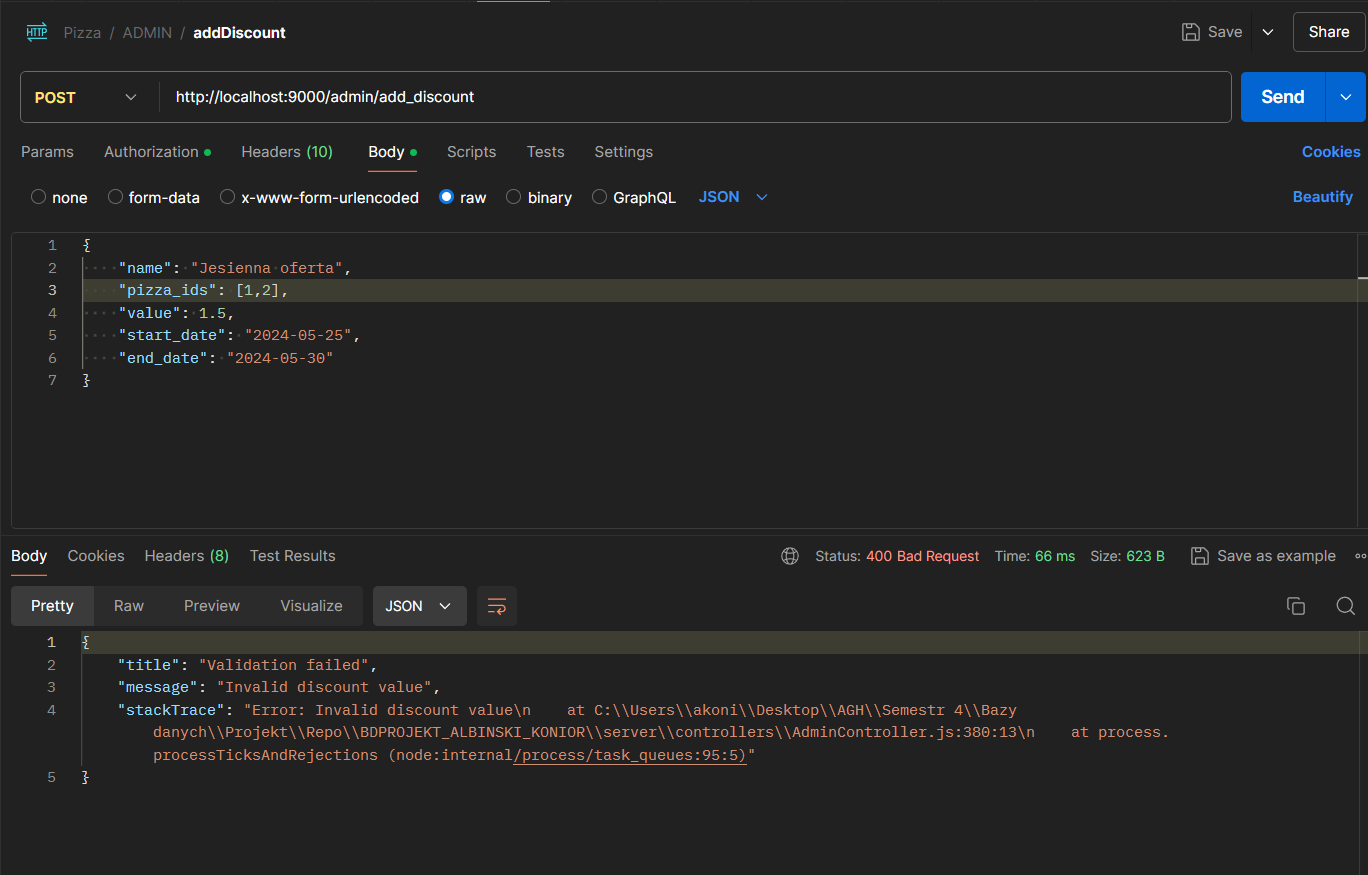 HTTP Pizza / ADMIN / addDiscount Save Share
POST http://localhost:9000/admin/add_discount Send
Params Authorization Headers (10) Body Scripts Tests Settings Cookies
none form-data x-www-form-urlencoded raw binary GraphQL JSON Beautify
1 {
2 "name": "Jesienna oferta",
3 "pizza_ids": [1,2],
4 "value": 1.5,
5 "start_date": "2024-05-25",
6 "end_date": "2024-05-30"
7 }
Body Cookies Headers (8) Test Results Status: 400 Bad Request Time: 66 ms Size: 623 B Save as example
Pretty Raw Preview Visualize JSON
1 {
2 "title": "Validation failed",
3 "message": "Invalid discount value",
4 "stackTrace": "Error: Invalid discount value\n    at C:\\Users\\akoni\\Desktop\\AGH\\Semestr 4\\Bazy
danych\\Projekt\\Repo\\BDPROJEKT_ALBINSKI_KONIOR\\server\\controllers\\AdminController.js:380:13\n    at process.
processTicksAndRejections (node:internal/process/task_queues:95:5)"
5 }